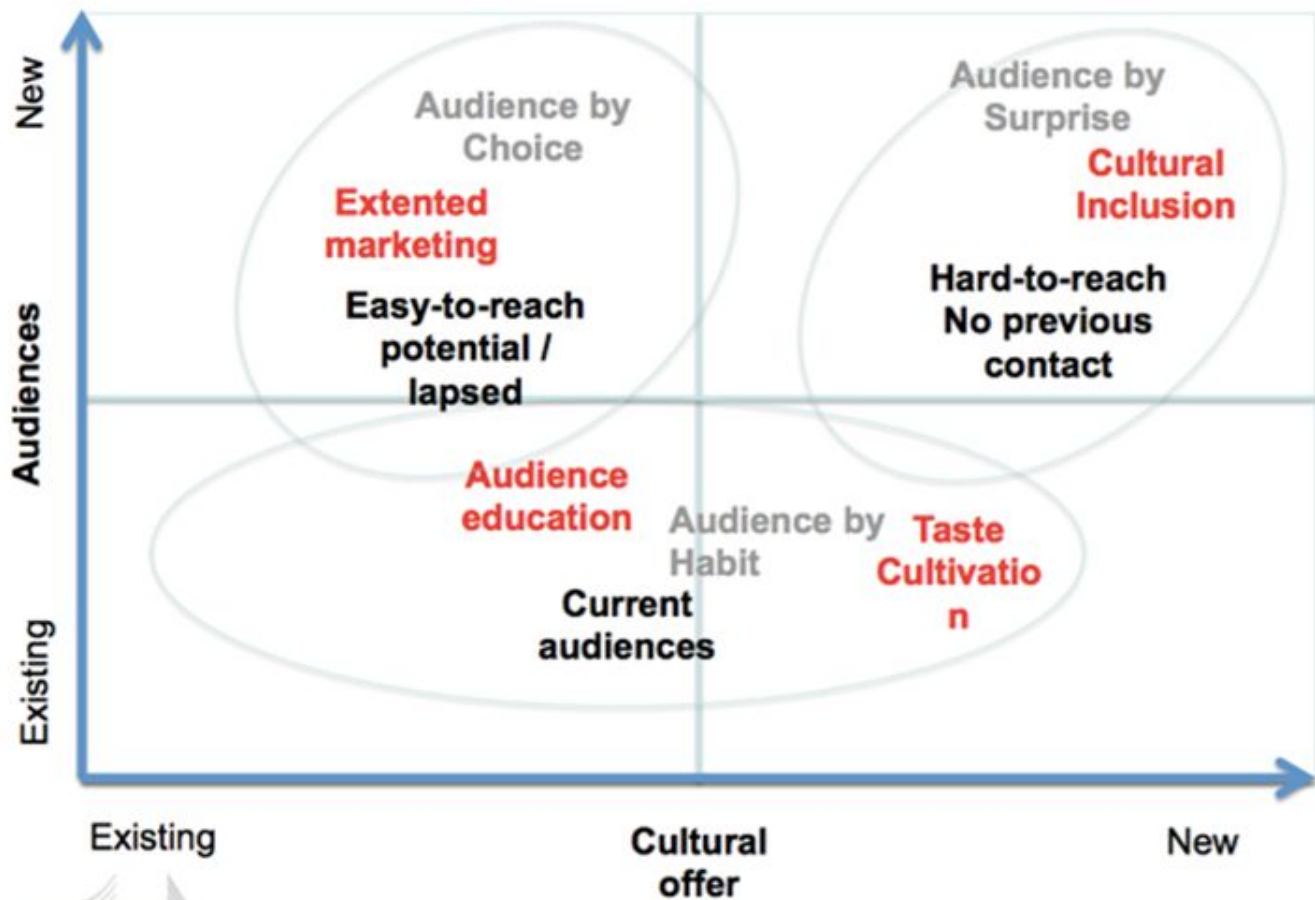 New
Audiences
Existing
Audience by
Choice
Extented
marketing
Easy-to-reach
potential /
lapsed
Audience by
Surprise
Cultural
Inclusion
Hard-to-reach
No previous
contact
Audience
education
Audience by
Habit
Current
audiences
Taste
Cultivatio
n
Existing
Cultural
offer
New